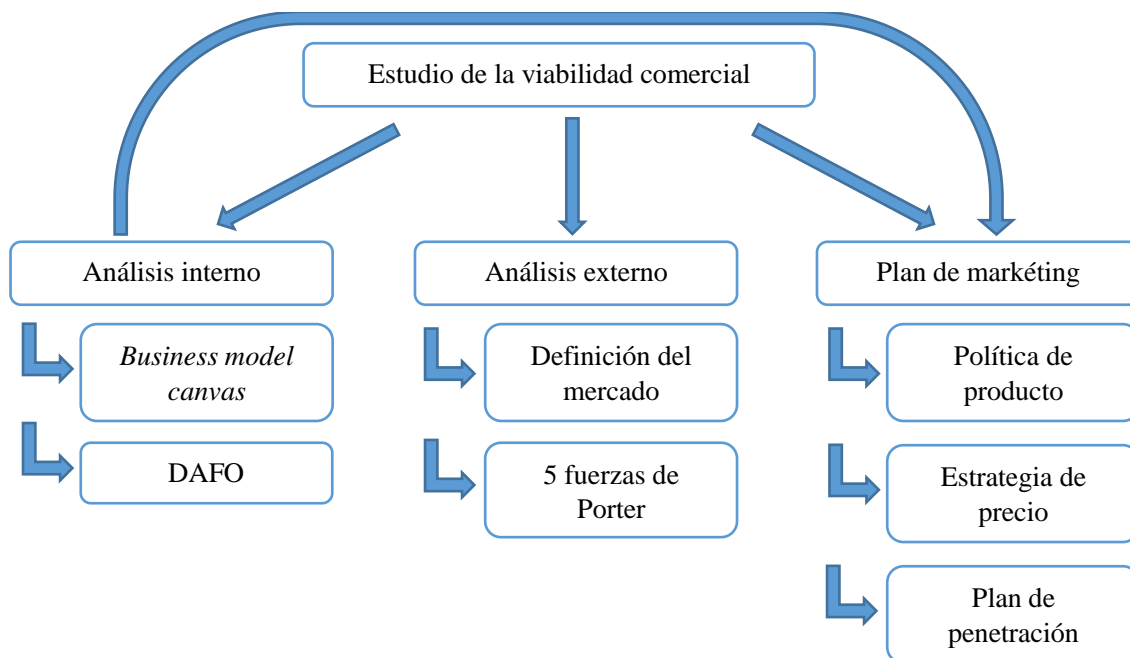 Estudio de la viabilidad comercial
Análisis interno
Business model
canvas
DAFO
Análisis externo
Definición del
mercado
5 fuerzas de
Porter
Plan de markéting
Política de
producto
Estrategia de
precio
Plan de
penetración